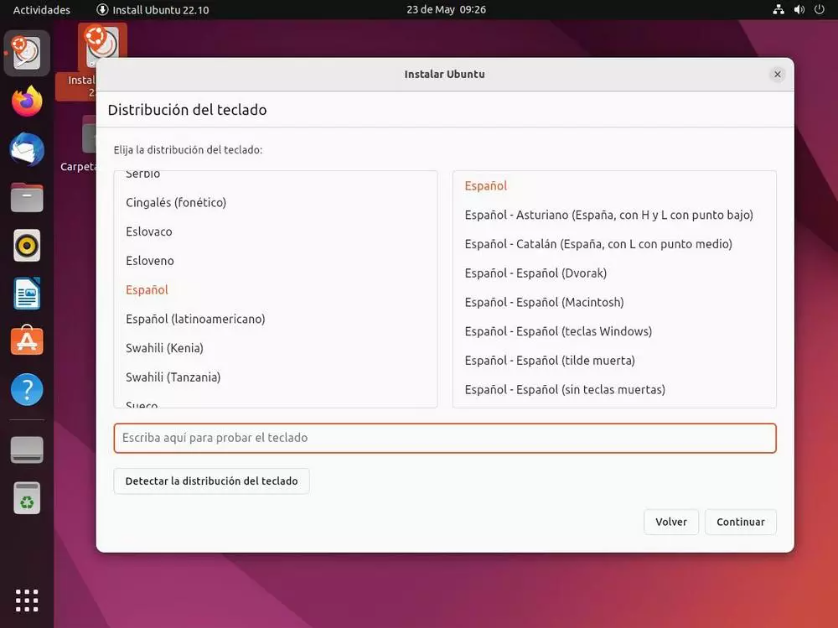 Actividades
Install Ubuntu 22.10
23 de May 09:26
Instal
2
Carpeta
Instalar Ubuntu
Distribución del teclado
Elija la distribución del teclado:
Serbio
Cingalés (fonético)
Eslovaco
Esloveno
Español
Español (latinoamericano)
Swahili (Kenia)
Swahili (Tanzania)
Sueco
Español
Español - Asturiano (España, con H y L con punto bajo)
Español - Catalán (España, con L con punto medio)
Español - Español (Dvorak)
Español - Español (Macintosh)
Español - Español (teclas Windows)
Español - Español (tilde muerta)
Español - Español (sin teclas muertas)
Escriba aquí para probar el teclado
Detectar la distribución del teclado
Volver
Continuar